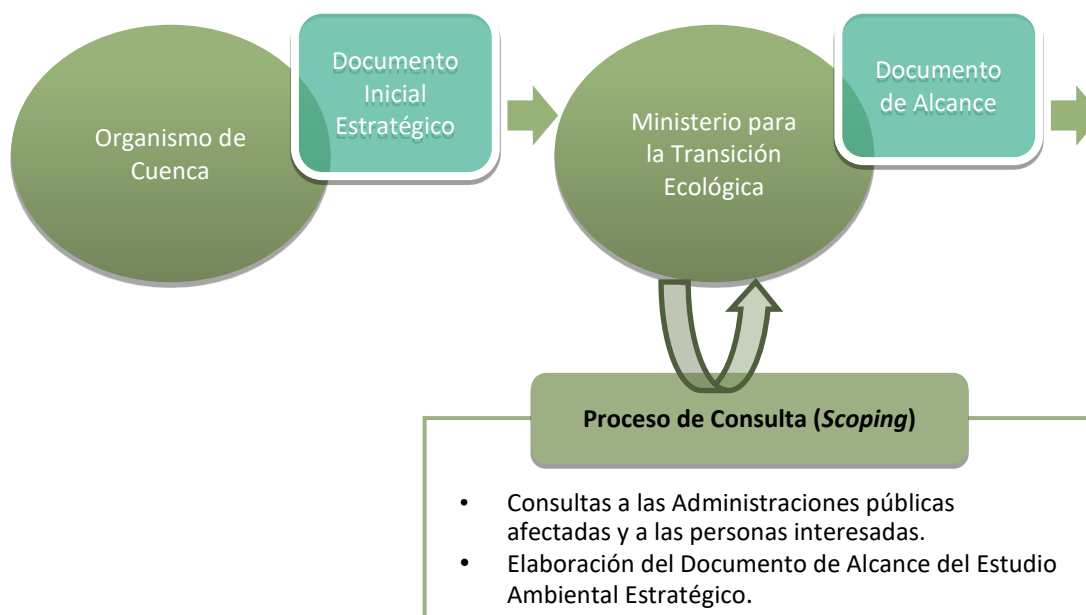 Organismo de
Cuenca
Documento
Inicial
Estratégico
Ministerio para
la Transición
Ecológica
Documento
de Alcance
Proceso de Consulta (Scoping)
• Consultas a las Administraciones públicas
afectadas y a las personas interesadas.
• Elaboración del Documento de Alcance del Estudio
Ambiental Estratégico.